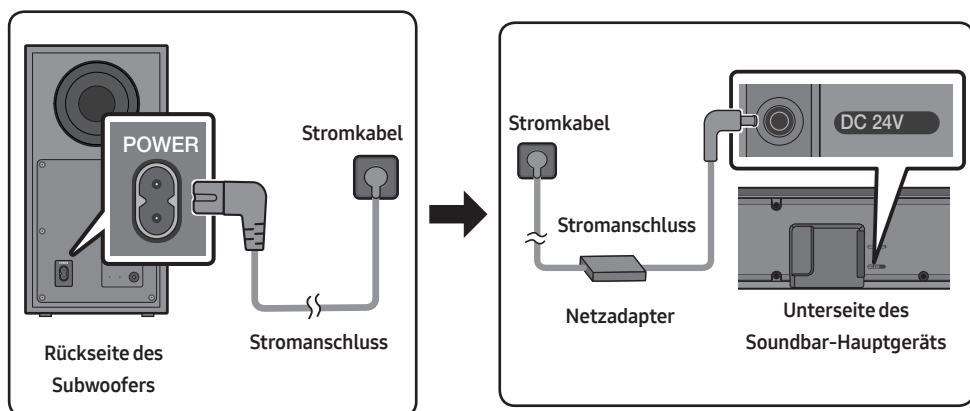 POWER
Stromkabel
Stromanschluss
Rückseite des
Subwoofers
DC 24V
Stromkabel
Stromanschluss
Netzadapter
Unterseite des
Soundbar-Hauptgeräts